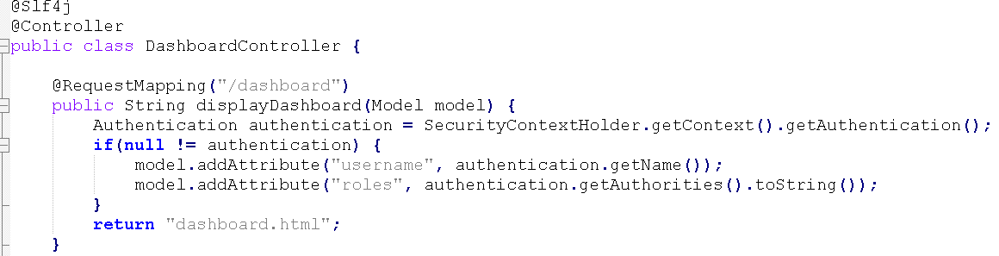 @Slf4j
@Controller
public class DashboardController {
@RequestMapping("/dashboard")
public String displayDashboard(Model model) {
Authentication authentication = SecurityContextHolder.getContext().getAuthentication();
if(null != authentication) {
model.addAttribute("username", authentication.getName());
model.addAttribute("roles", authentication.getAuthorities().toString());
}
return "dashboard.html";
}